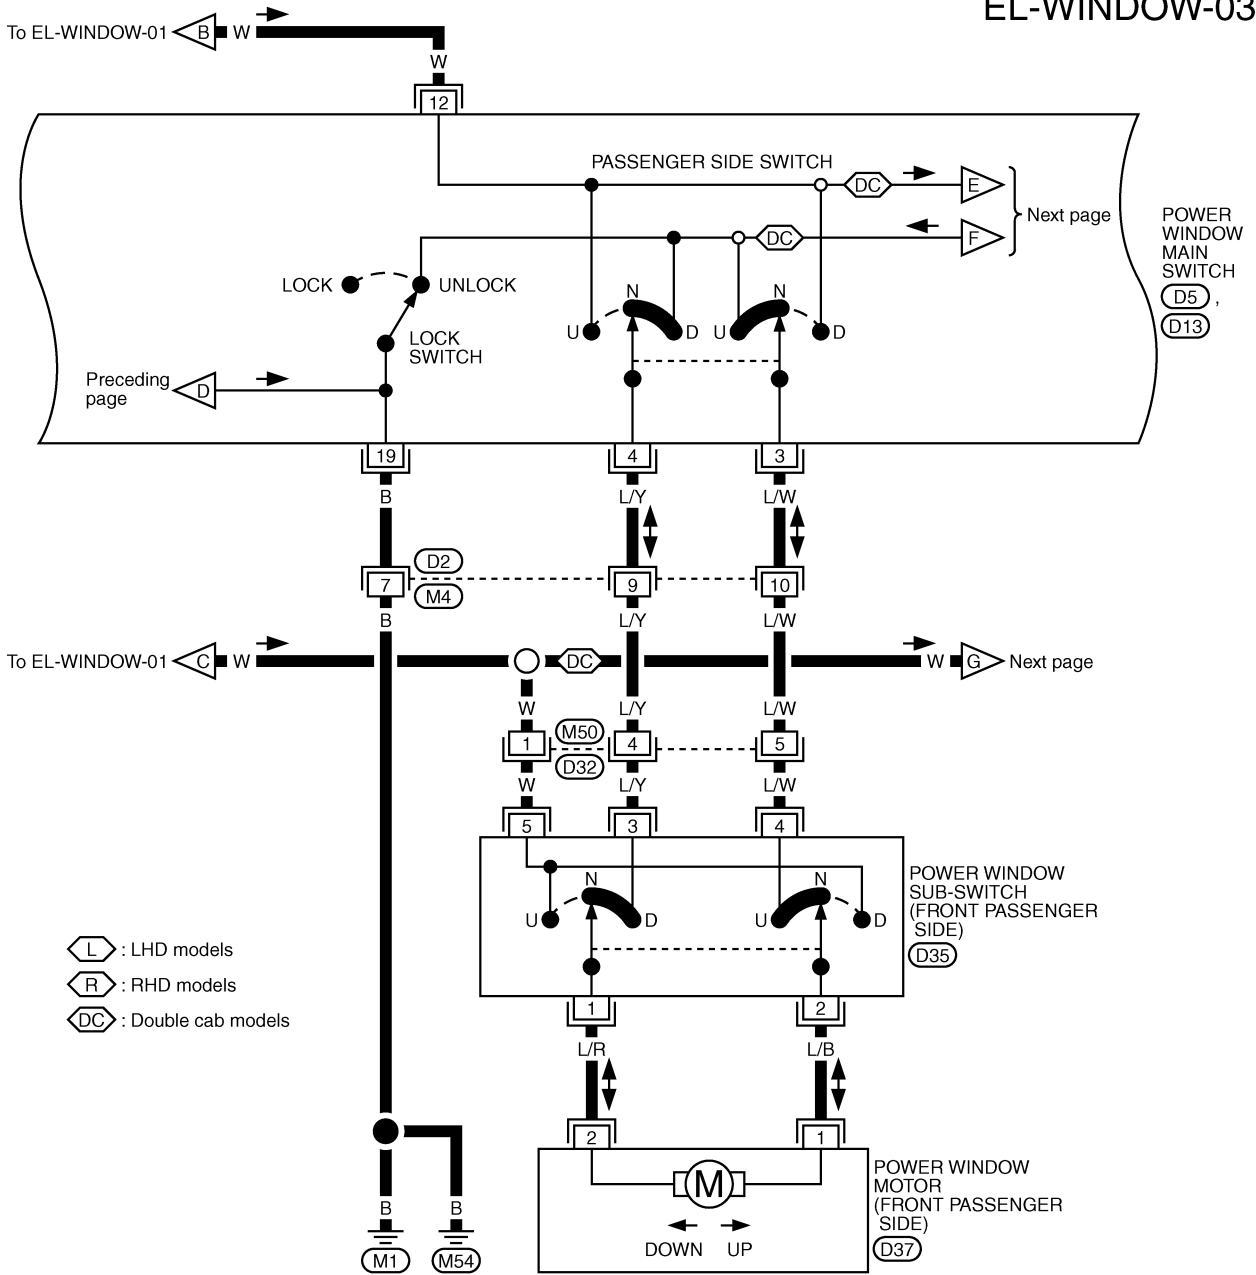 EL-WINDOW-03
To EL-WINDOW-01 B W
W
12
PASSENGER SIDE SWITCH
DC E
DC F
Next page
POWER
WINDOW
MAIN
SWITCH
D5 ,
D13
LOCK UNLOCK
N N
U D U D
LOCK
SWITCH
Preceding
page
D
19 4 3
B L/Y L/W
D2
7 9 10
M4
B L/Y L/W
To EL-WINDOW-01 C W DC W G Next page
W L/Y L/W
M50
1 4 5
D32
W L/Y L/W
5 3 4
POWER WINDOW
SUB-SWITCH
(FRONT PASSENGER
SIDE)
D35
N N
U D U D
L : LHD models
R : RHD models
DC : Double cab models
1 2
L/R L/B
2 1
POWER WINDOW
MOTOR
(FRONT PASSENGER
SIDE)
D37
M
DOWN UP
B B
M1 M54